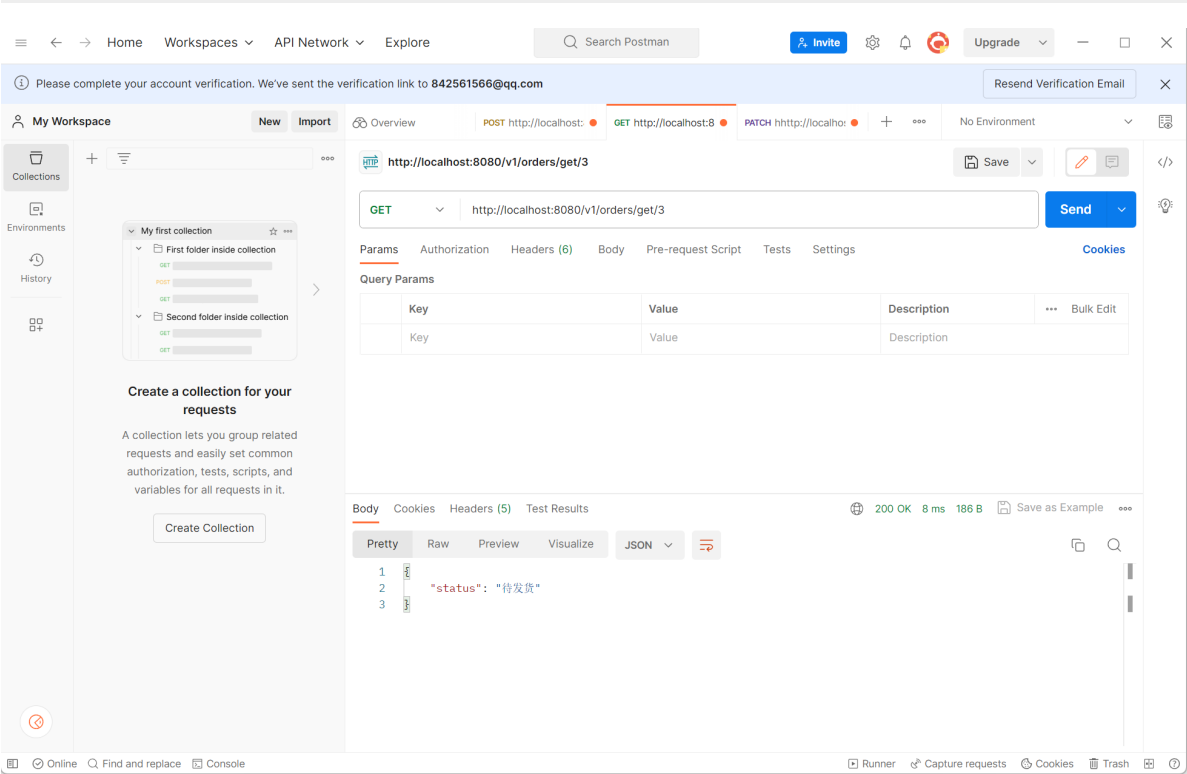 Home Workspaces API Network Explore Search Postman Invite Upgrade
Please complete your account verification. We've sent the verification link to 842561566@qq.com Resend Verification Email
My Workspace New Import Overview POST http://localhost: GET http://localhost:8 PATCH hhttp://localho: No Environment
Collections
HTTP http://localhost:8080/v1/orders/get/3 Save
Environments
GET http://localhost:8080/v1/orders/get/3 Send
History
My first collection
First folder inside collection
GET
POST
GET
Second folder inside collection
GET
GET
Create a collection for your
requests
A collection lets you group related
requests and easily set common
authorization, tests, scripts, and
variables for all requests in it.
Create Collection
Params Authorization Headers (6) Body Pre-request Script Tests Settings Cookies
Query Params
Key Value Description Bulk Edit
Key Value Description
Body Cookies Headers (5) Test Results 200 OK 8 ms 186 B Save as Example
Pretty Raw Preview Visualize JSON
1 {
2 "status": "待发货"
3 }
Online Find and replace Console Runner Capture requests Cookies Trash